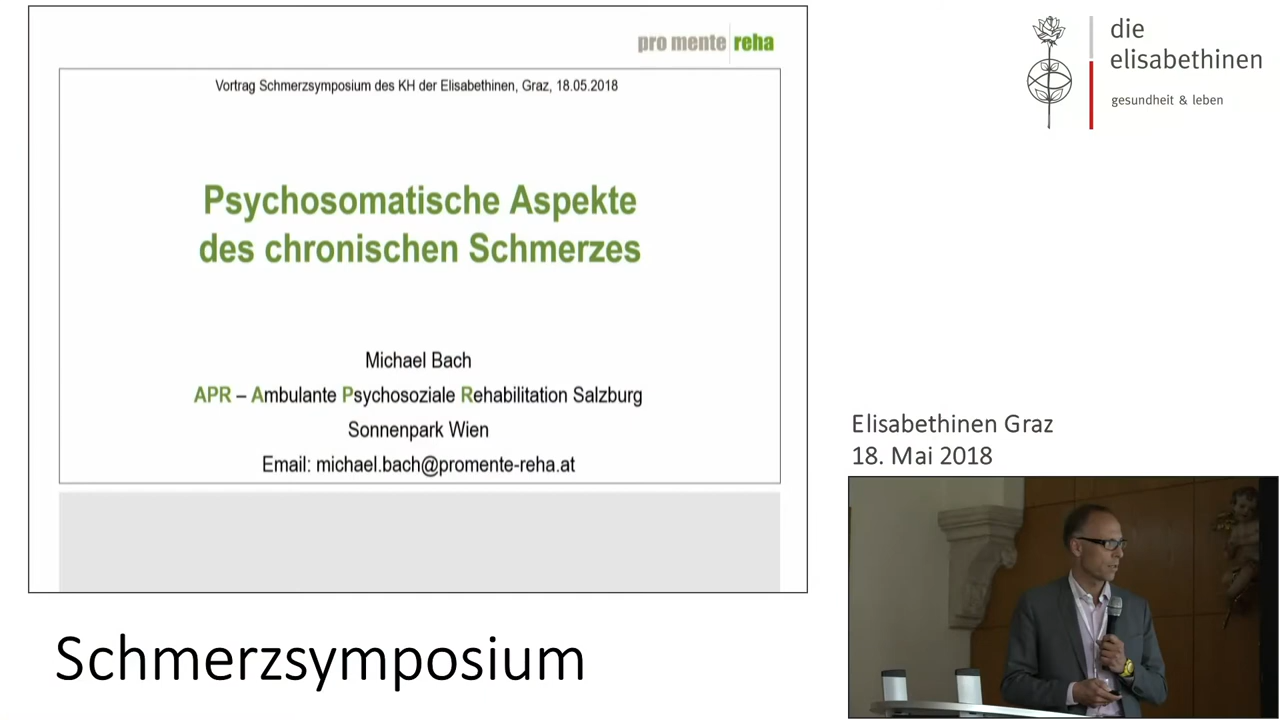 pro mente reha
Vortrag Schmerzsymposium des KH der Elisabethinen, Graz, 18.05.2018
Psychosomatische Aspekte
des chronischen Schmerzes
Michael Bach
APR – Ambulante Psychosoziale Rehabilitation Salzburg
Sonnenpark Wien
Email: michael.bach@promente-reha.at
Schmerzsymposium
die
elisabethinen
gesundheit & leben
Elisabethinen Graz
18. Mai 2018